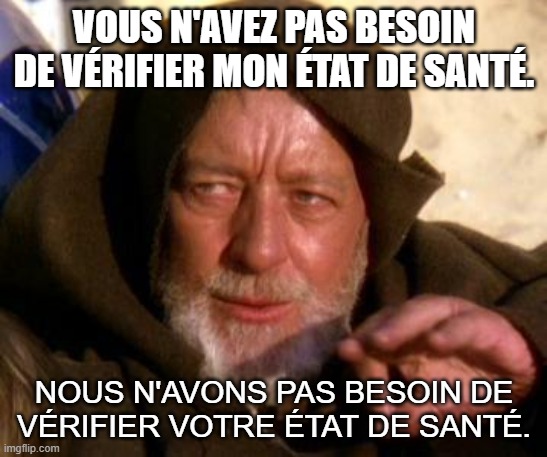 VOUS N'AVEZ PAS BESOIN
DE VÉRIFIER MON ÉTAT DE SANTÉ.
NOUS N'AVONS PAS BESOIN DE
VÉRIFIER VOTRE ÉTAT DE SANTÉ.
imgflip.com